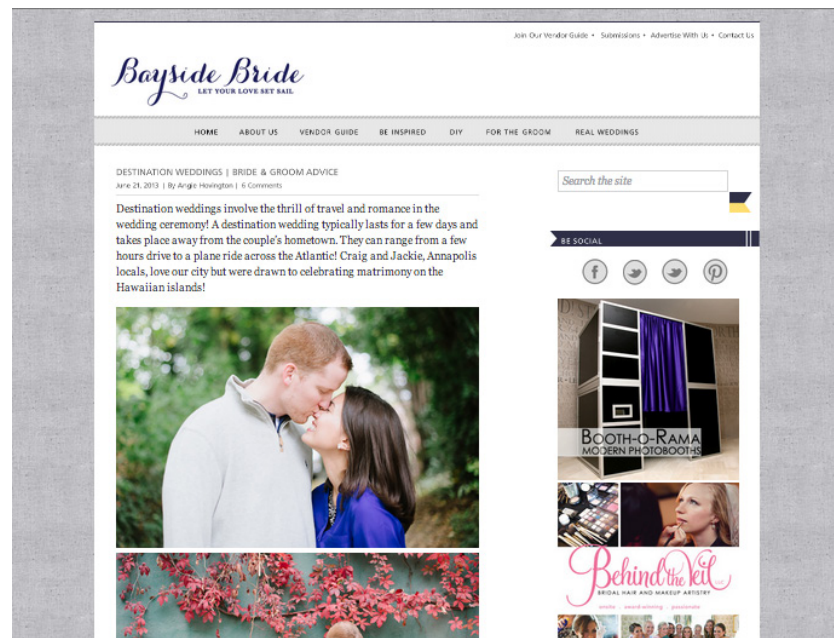 Join Our Vendor Guide • Submissions • Advertise With Us • Contact Us
Bayside Bride
LET YOUR LOVE SET SAIL
HOME ABOUT US VENDOR GUIDE BE INSPIRED DIY FOR THE GROOM REAL WEDDINGS
DESTINATION WEDDINGS | BRIDE & GROOM ADVICE
June 21, 2013 | By Angie Hovington | 6 Comments
Destination weddings involve the thrill of travel and romance in the
wedding ceremony! A destination wedding typically lasts for a few days and
takes place away from the couple's hometown. They can range from a few
hours drive to a plane ride across the Atlantic! Craig and Jackie, Annapolis
locals, love our city but were drawn to celebrating matrimony on the
Hawaiian islands!
Search the site
BE SOCIAL
BOOTH-O-RAMA
MODERN PHOTOBOOTHS
Behind the Veil
BRIDAL HAIR AND MAKEUP ARTISTRY
onsite . award-winning . passionate